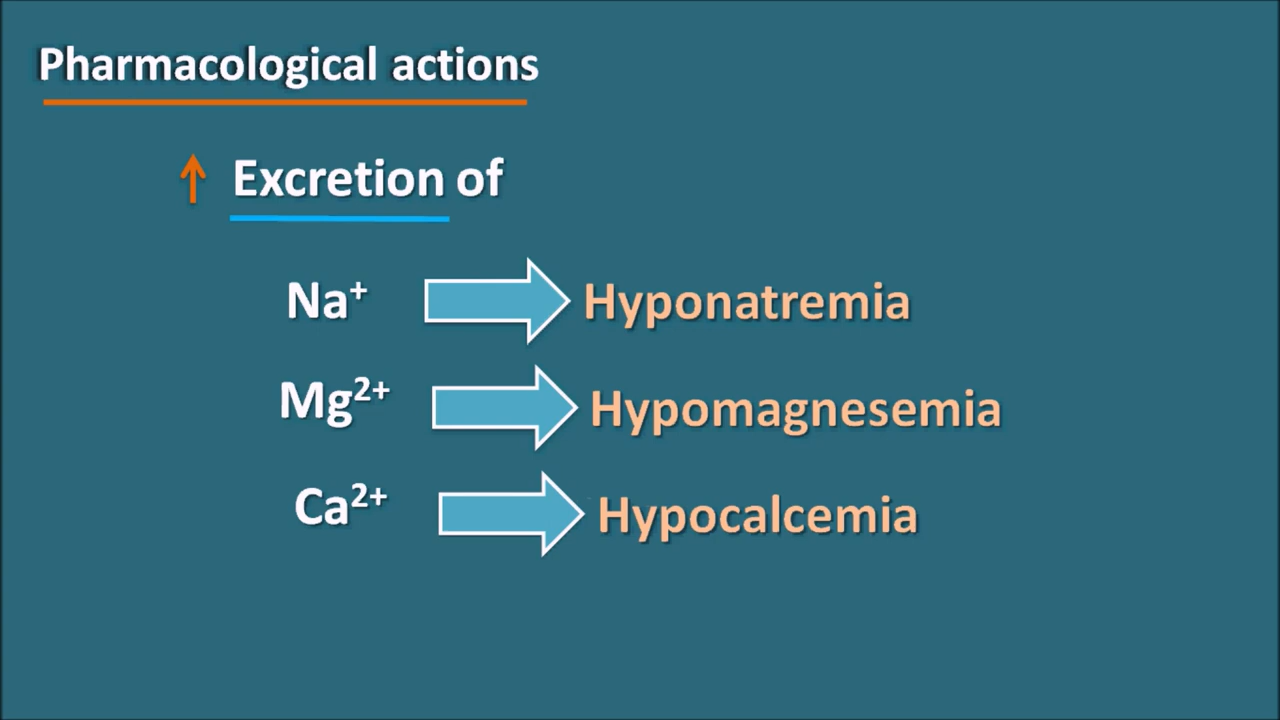 Pharmacological actions
↑ Excretion of
Na⁺ Hyponatremia
Mg²⁺ Hypomagnesemia
Ca²⁺ Hypocalcemia